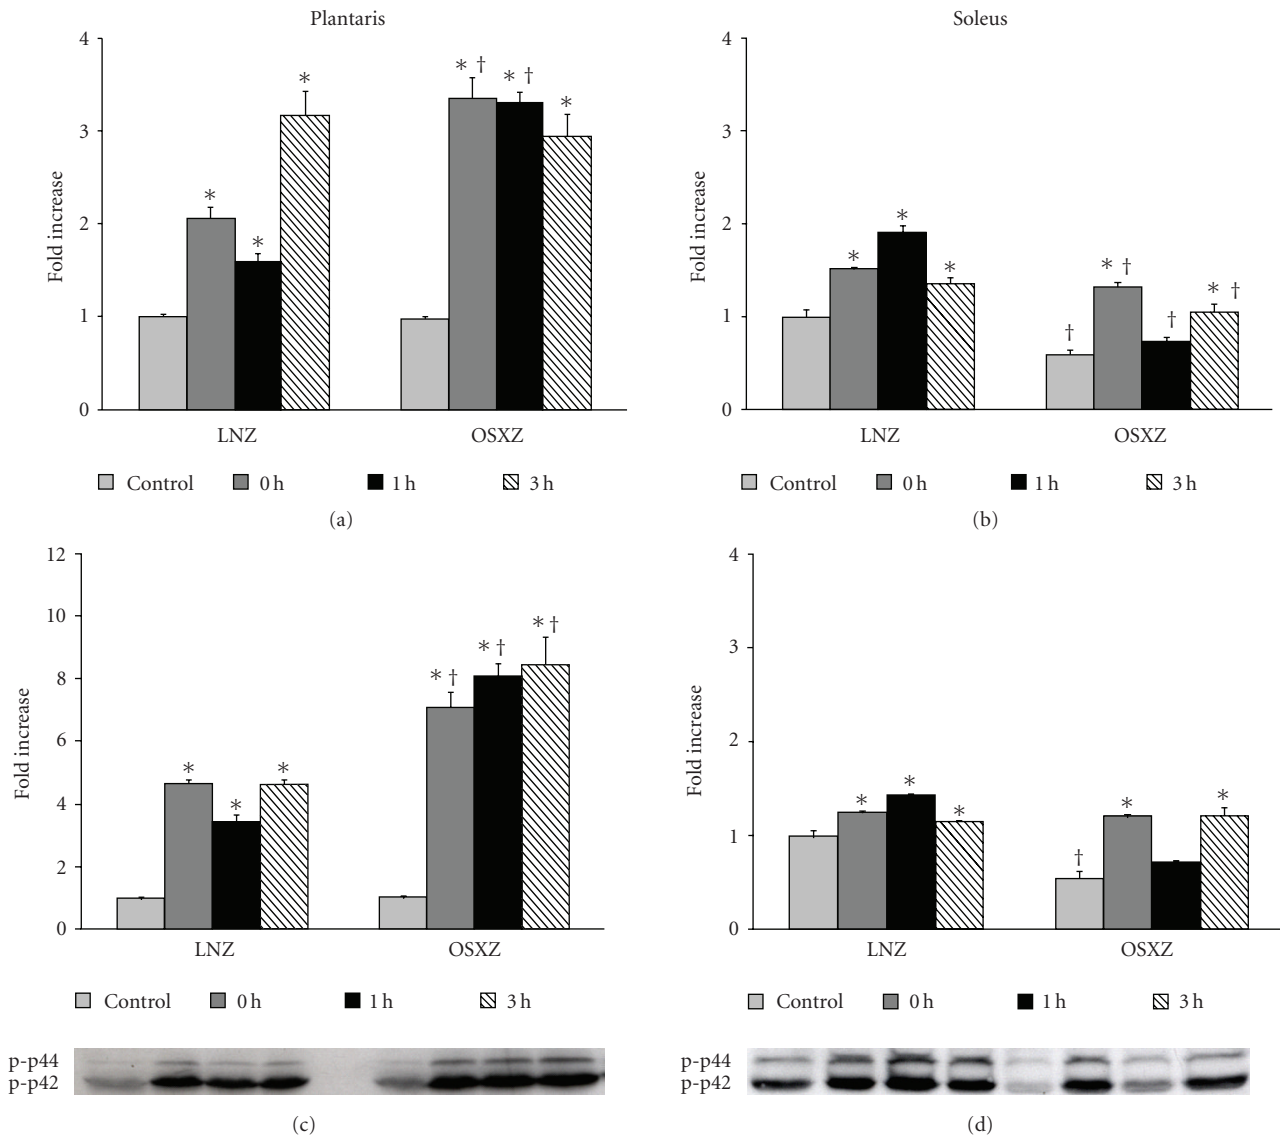 Plantaris
Soleus
4
3
2
1
0
Fold increase
* * * * † * † *
LNZ OSXZ
Control 0 h 1 h 3 h
(a)
4
3
2
1
0
Fold increase
* * * † * † † * †
LNZ OSXZ
Control 0 h 1 h 3 h
(b)
12
10
8
6
4
2
0
Fold increase
* * * * † * † * †
LNZ OSXZ
Control 0 h 1 h 3 h
p-p44
p-p42
(c)
4
3
2
1
0
Fold increase
* * * † * *
LNZ OSXZ
Control 0 h 1 h 3 h
p-p44
p-p42
(d)